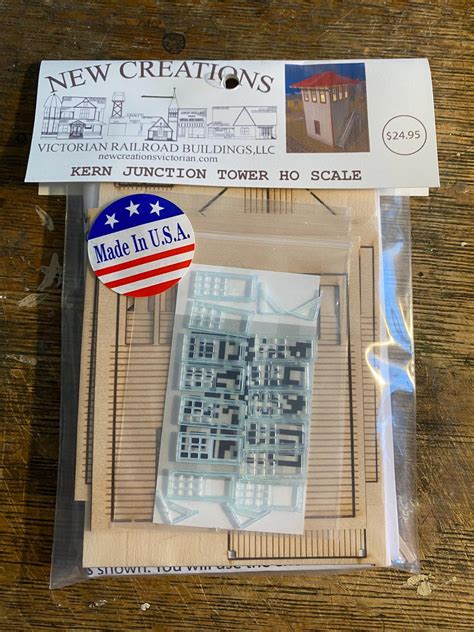 NEW CREATIONS
VICTORIAN RAILROAD BUILDINGS,LLC
newcreationsvictorian.com
$24.95
KERN JUNCTION TOWER HO SCALE
Made In U.S.A.
s shown. You will use the